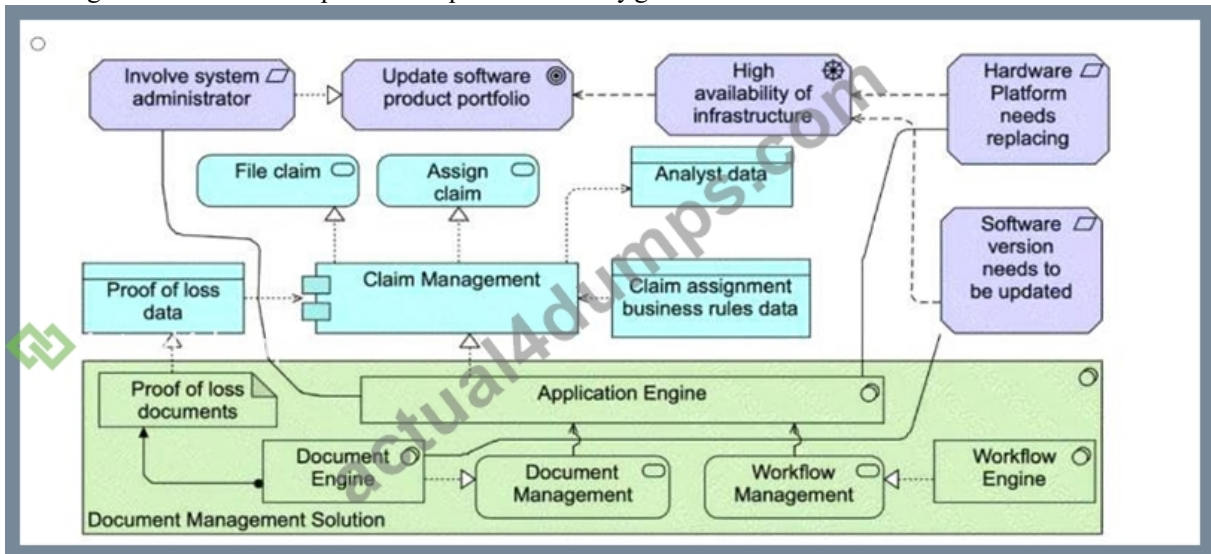 Involve system
administrator
Update software
product portfolio
High
availability of
infrastructure
Hardware
Platform
needs
replacing
File claim
Assign
claim
Analyst data
Software
version
needs to
be updated
Proof of loss
data
Claim Management
Claim assignment
business rules data
Proof of loss
documents
Application Engine
Document
Engine
Document
Management
Workflow
Management
Workflow
Engine
Document Management Solution
actual4dumps.com